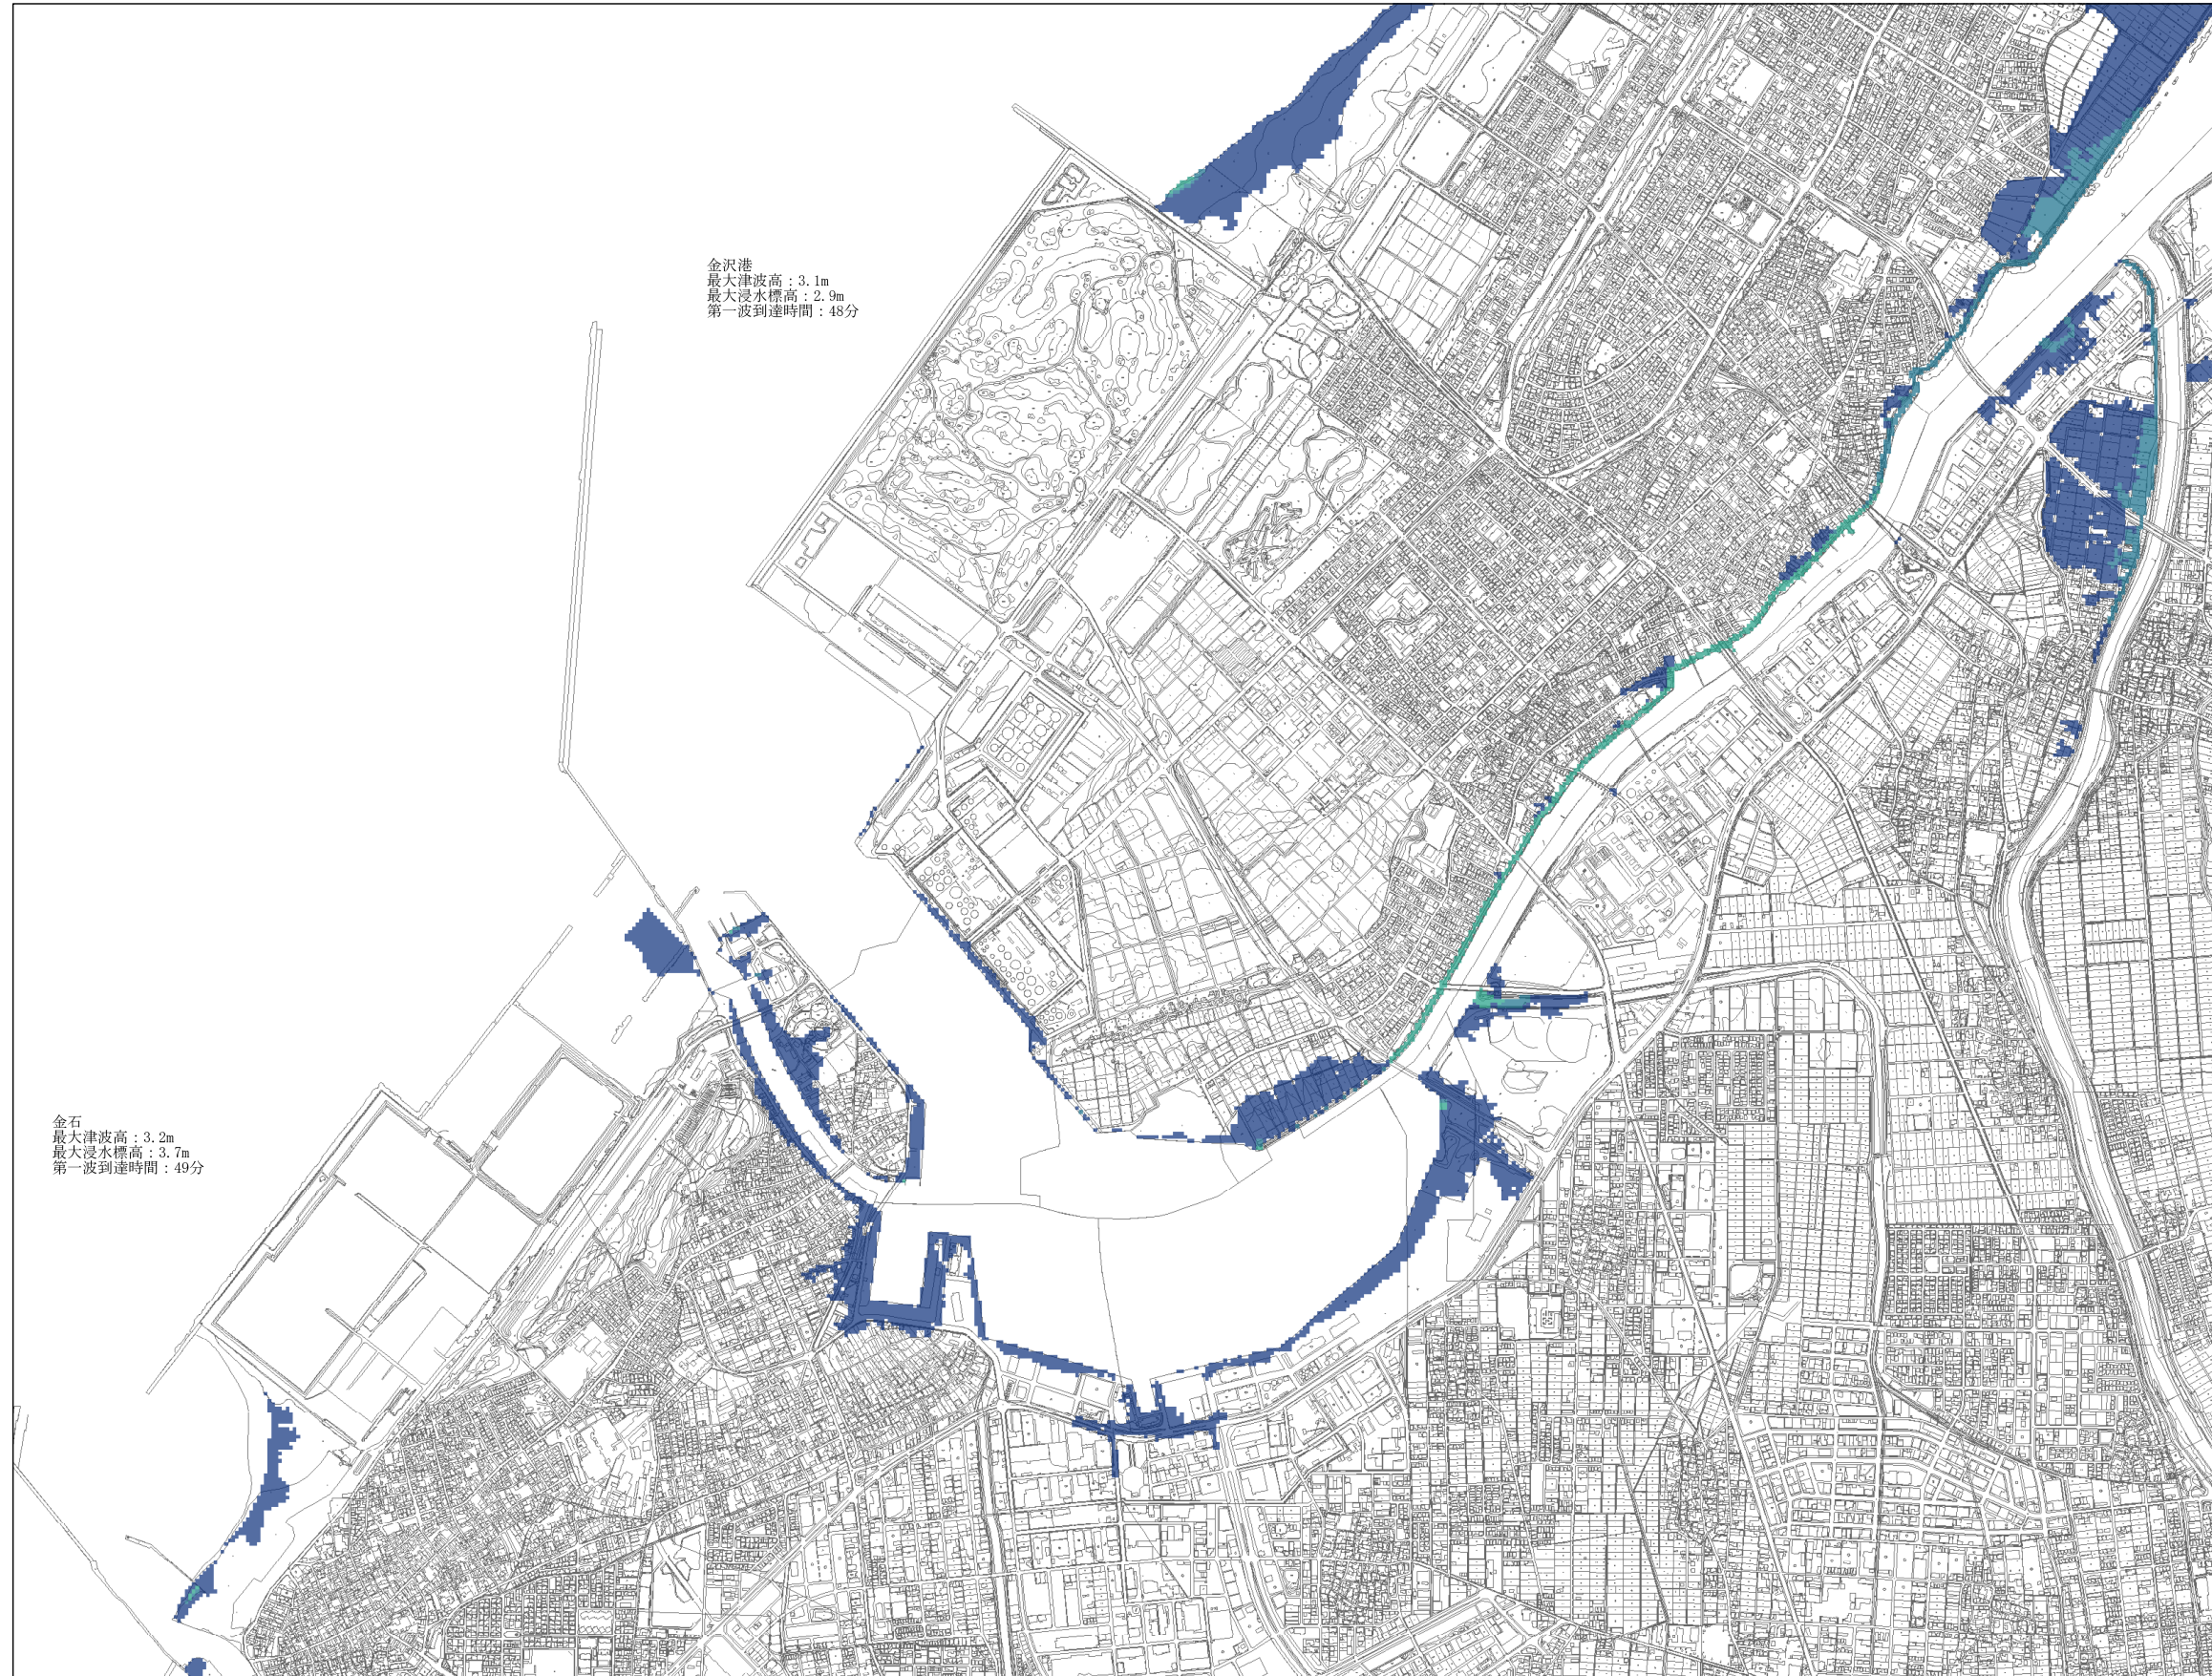 金沢港
最大津波高：3.1m
最大浸水標高：2.9m
第一波到達時間：48分
金石
最大津波高：3.2m
最大浸水標高：3.7m
第一波到達時間：49分